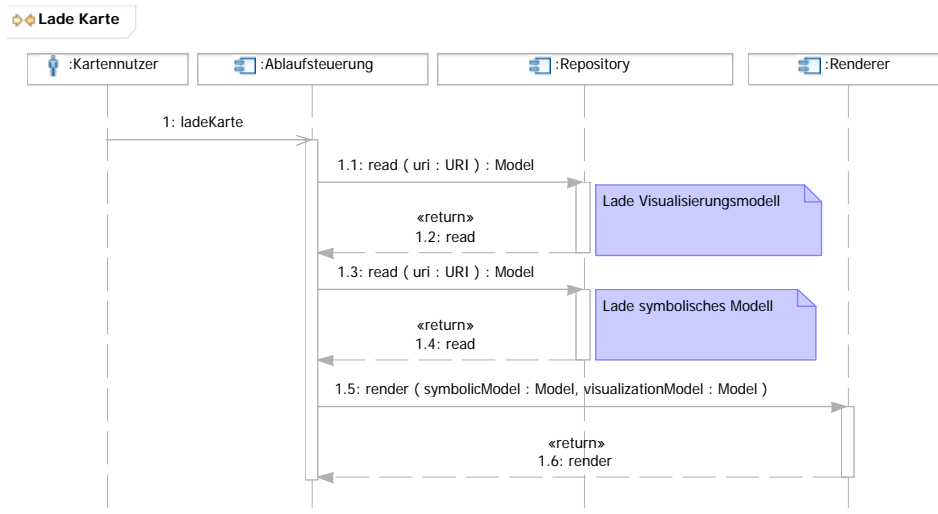 Lade Karte
:Kartennutzer
:Ablaufsteuerung
:Repository
:Renderer
1: ladeKarte
1.1: read ( uri : URI ) : Model
Lade Visualisierungsmodell
«return»
1.2: read
1.3: read ( uri : URI ) : Model
Lade symbolisches Modell
«return»
1.4: read
1.5: render ( symbolicModel : Model, visualizationModel : Model )
«return»
1.6: render